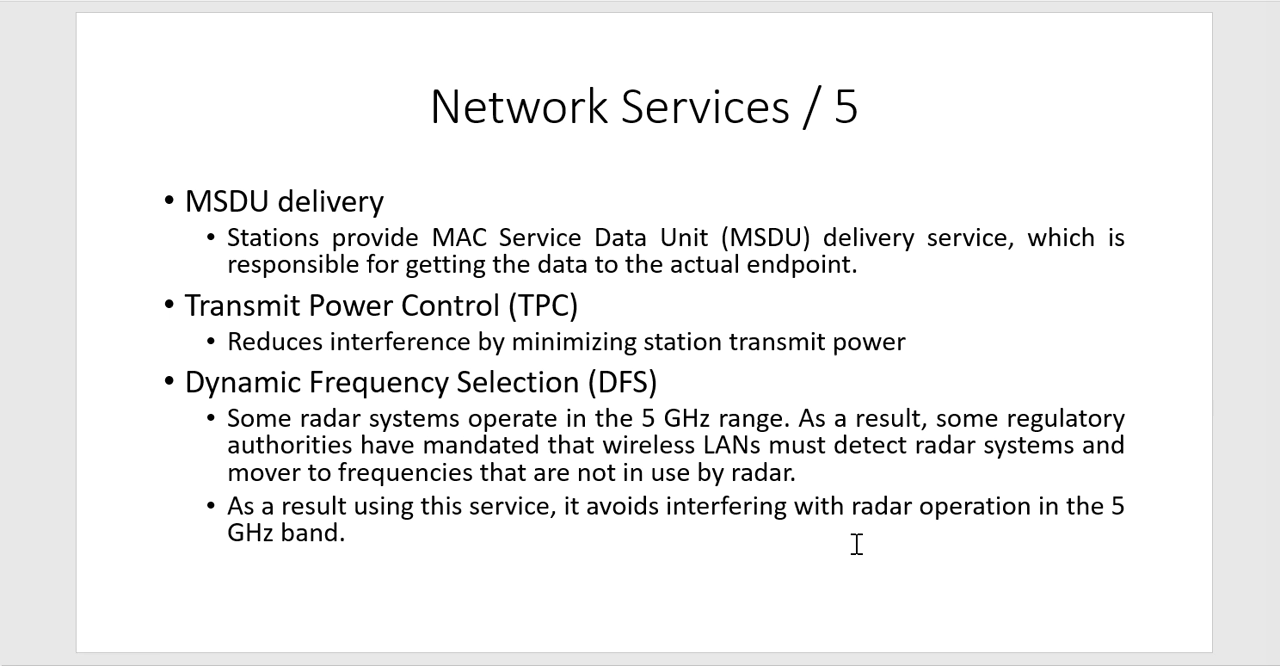 Network Services / 5
• MSDU delivery
• Stations provide MAC Service Data Unit (MSDU) delivery service, which is
responsible for getting the data to the actual endpoint.
• Transmit Power Control (TPC)
• Reduces interference by minimizing station transmit power
• Dynamic Frequency Selection (DFS)
• Some radar systems operate in the 5 GHz range. As a result, some regulatory
authorities have mandated that wireless LANs must detect radar systems and
mover to frequencies that are not in use by radar.
• As a result using this service, it avoids interfering with radar operation in the 5
GHz band.